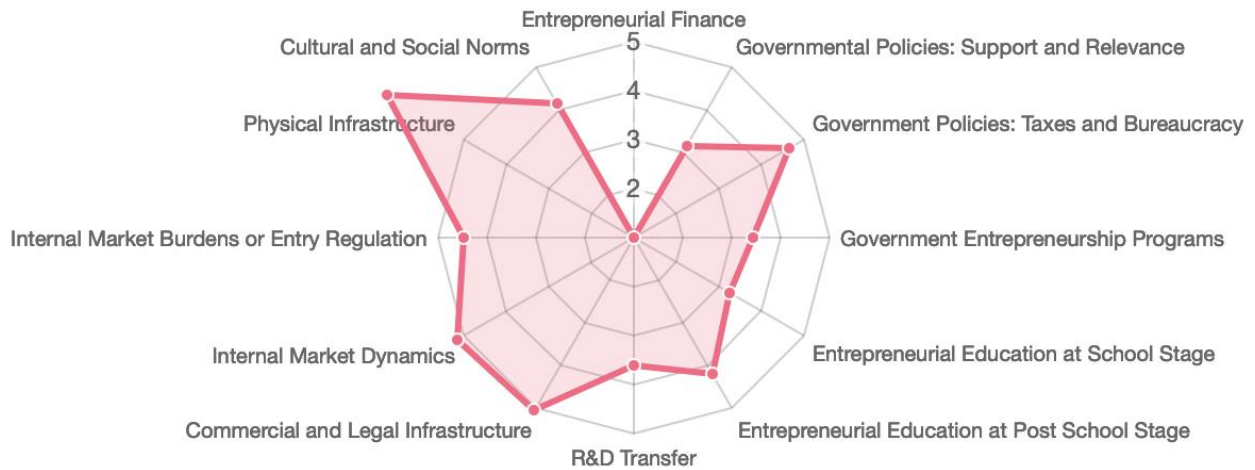 Entrepreneurial Finance
Cultural and Social Norms
Governmental Policies: Support and Relevance
5
4
3
2
Physical Infrastructure
Government Policies: Taxes and Bureaucracy
Internal Market Burdens or Entry Regulation
Government Entrepreneurship Programs
Internal Market Dynamics
Entrepreneurial Education at School Stage
Commercial and Legal Infrastructure
Entrepreneurial Education at Post School Stage
R&D Transfer